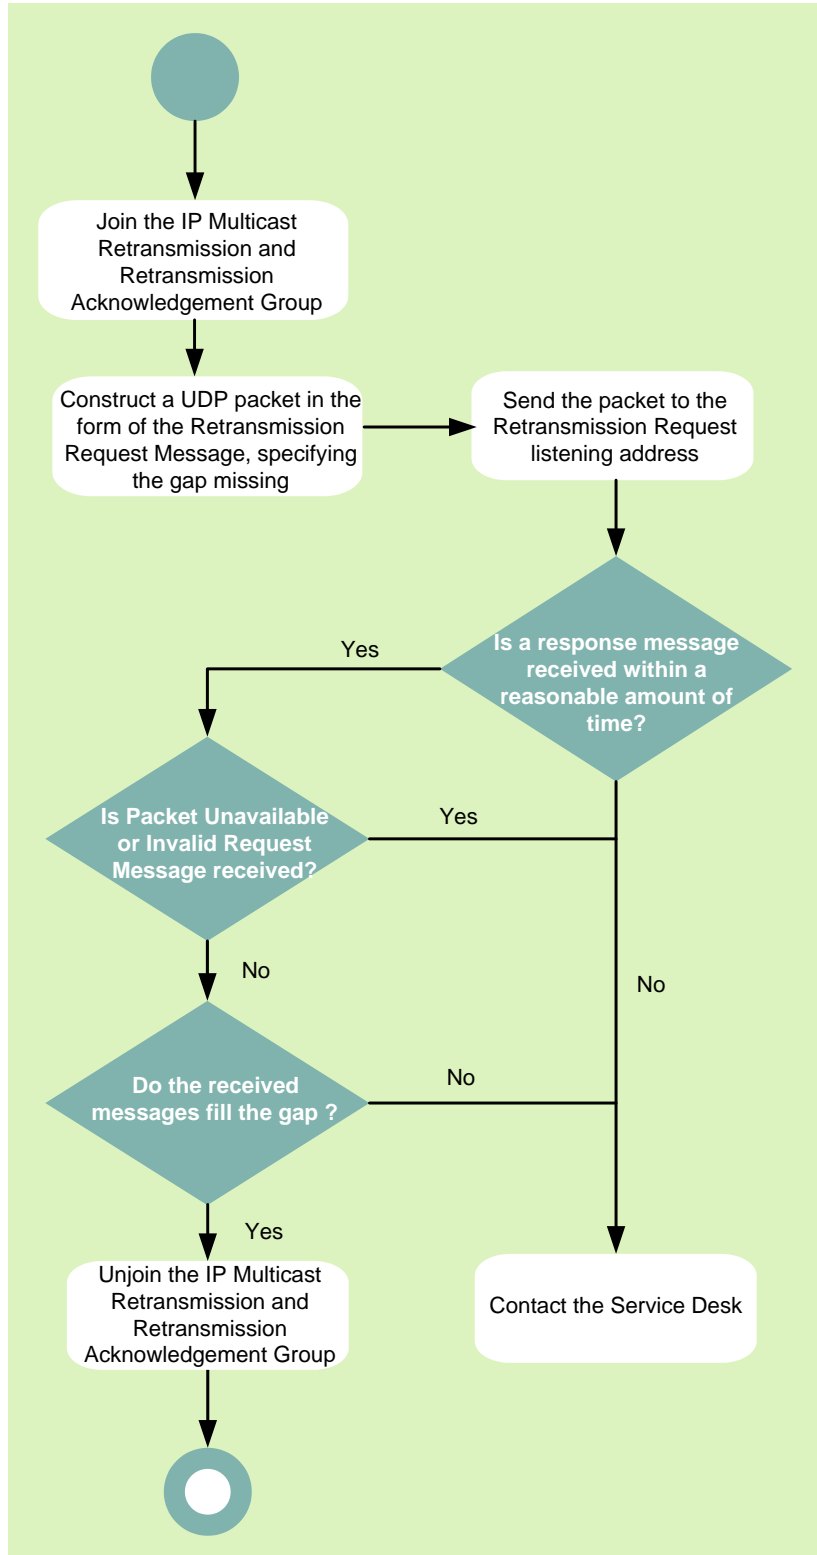 Join the IP Multicast
Retransmission and
Retransmission
Acknowledgement Group
Construct a UDP packet in the
form of the Retransmission
Request Message, specifying
the gap missing
Send the packet to the
Retransmission Request
listening address
Is a response message
received within a
reasonable amount of
time?
Yes
Is Packet Unavailable
or Invalid Request
Message received?
Yes
No
No
Do the received
messages fill the gap ?
No
Yes
Unjoin the IP Multicast
Retransmission and
Retransmission
Acknowledgement Group
Contact the Service Desk